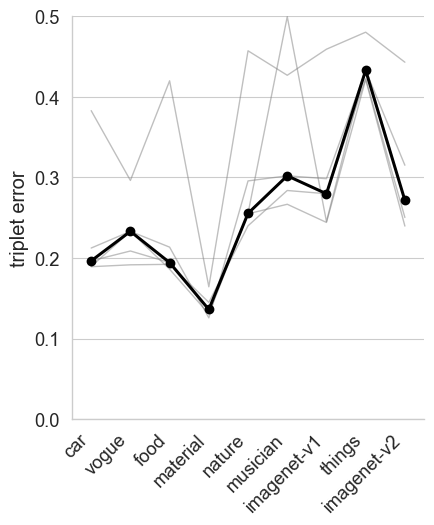 0.5
0.4
0.3
0.2
0.1
0.0
triplet error
car
vogue
food
material
nature
musician
imagenet-v1
things
imagenet-v2